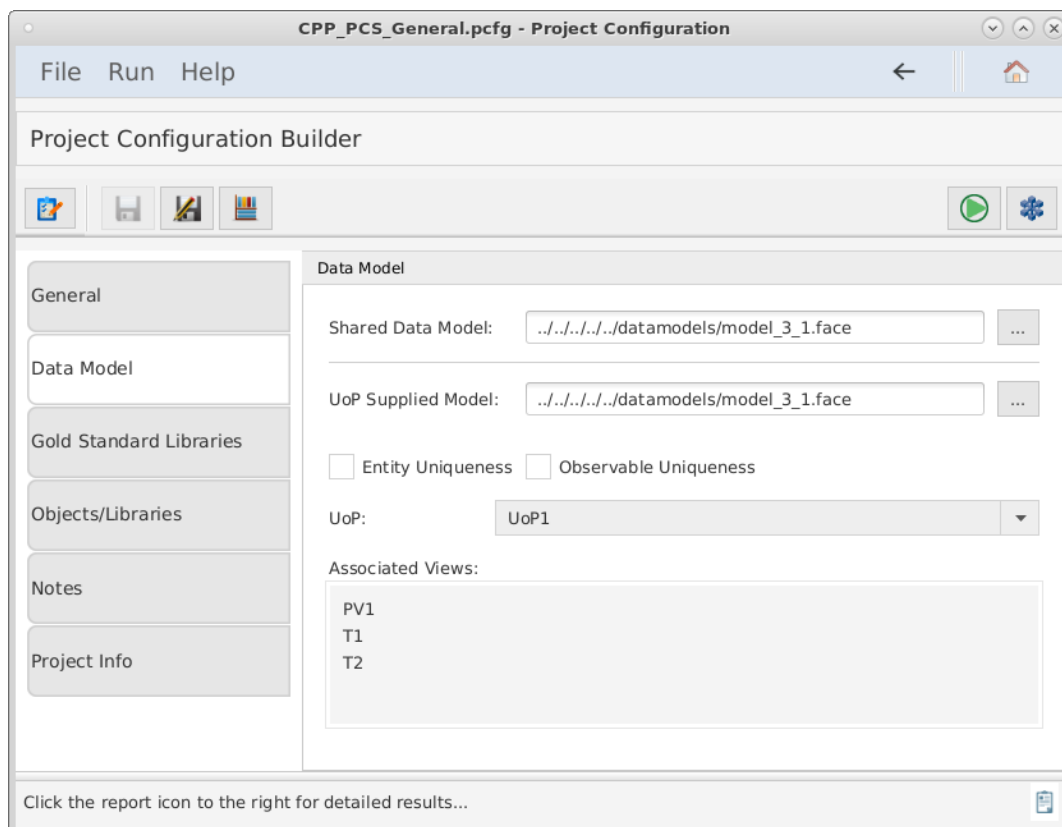 CPP_PCS_General.pcfg - Project Configuration
File Run Help
Project Configuration Builder
General
Data Model
Gold Standard Libraries
Objects/Libraries
Notes
Project Info
Data Model
Shared Data Model: ../../../../../datamodels/model_3_1.face ...
UoP Supplied Model: ../../../../../datamodels/model_3_1.face ...
Entity Uniqueness Observable Uniqueness
UoP: UoP1
Associated Views:
PV1
T1
T2
Click the report icon to the right for detailed results...